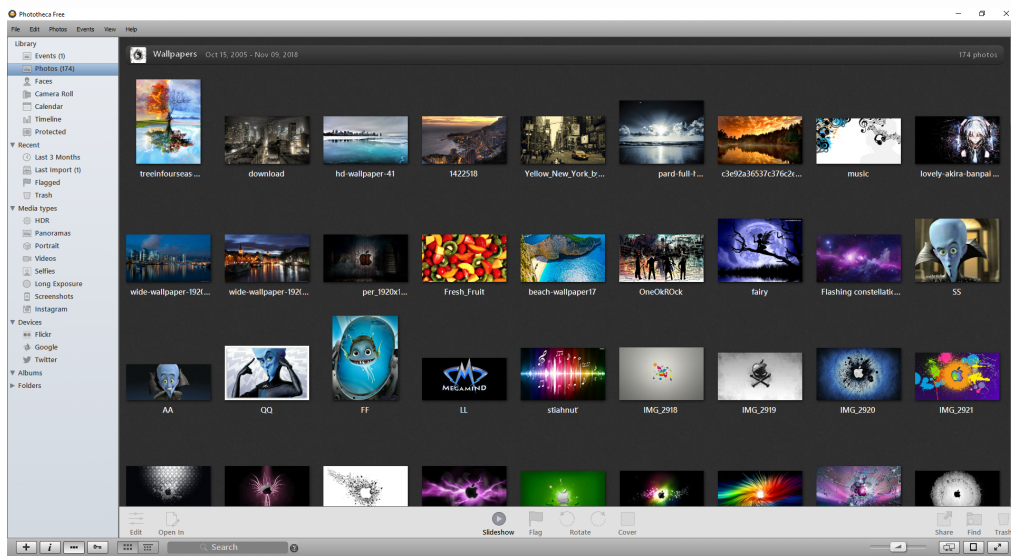 Phototheca Free
File Edit Photos Events View Help
Library
Events (1)
Photos (174)
Faces
Camera Roll
Calendar
Timeline
Protected
Recent
Last 3 Months
Last Import (1)
Flagged
Trash
Media types
HDR
Panoramas
Portrait
Videos
Selfies
Long Exposure
Screenshots
Instagram
Devices
Flickr
Google
Twitter
Albums
Folders
Wallpapers Oct 15, 2005 - Nov 09, 2018 174 photos
treeinfourseas ... download hd-wallpaper-41 1422518 Yellow_New_York_b... pard-full-h... c3e92a36537c376c2e... music lovely-akira-banpai ...
wide-wallpaper-192(... wide-wallpaper-192(... per_1920x1... Fresh_Fruit beach-wallpaper17 OneOkROck fairy Flashing constellatic... SS
MEGAMIND
AA QQ FF LL stiahnuť IMG_2918 IMG_2919 IMG_2920 IMG_2921
Edit Open In Slideshow Flag Rotate Cover Share Find Trash
Search